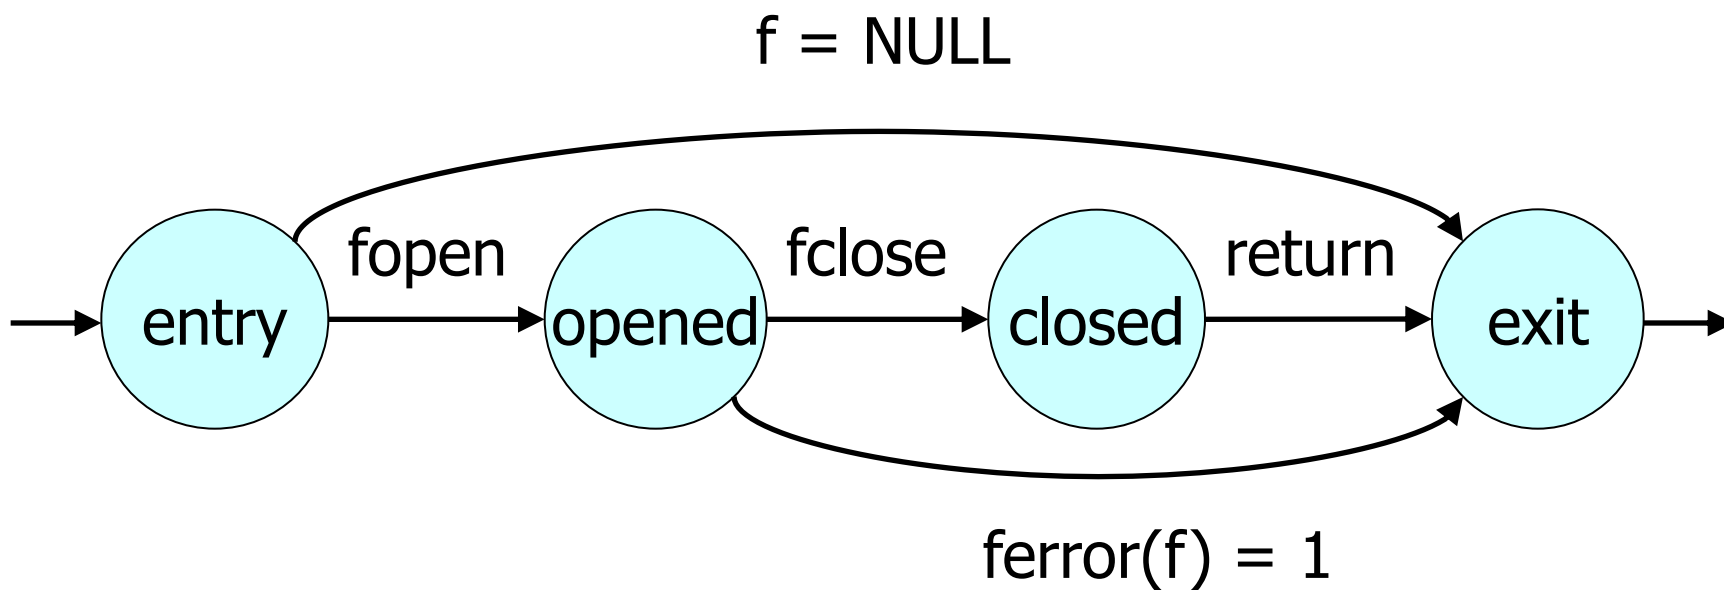 f = NULL
fopen
fclose
return
entry
opened
closed
exit
ferror(f) = 1